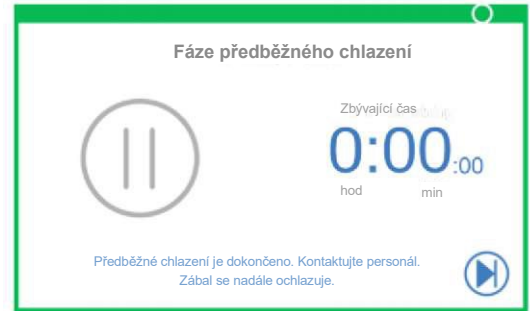 Fáze předběžného chlazení
Zbývající čas
0:00:00
hod min
Předběžné chlazení je dokončeno. Kontaktujte personál.
Zábal se nadále ochlazuje.